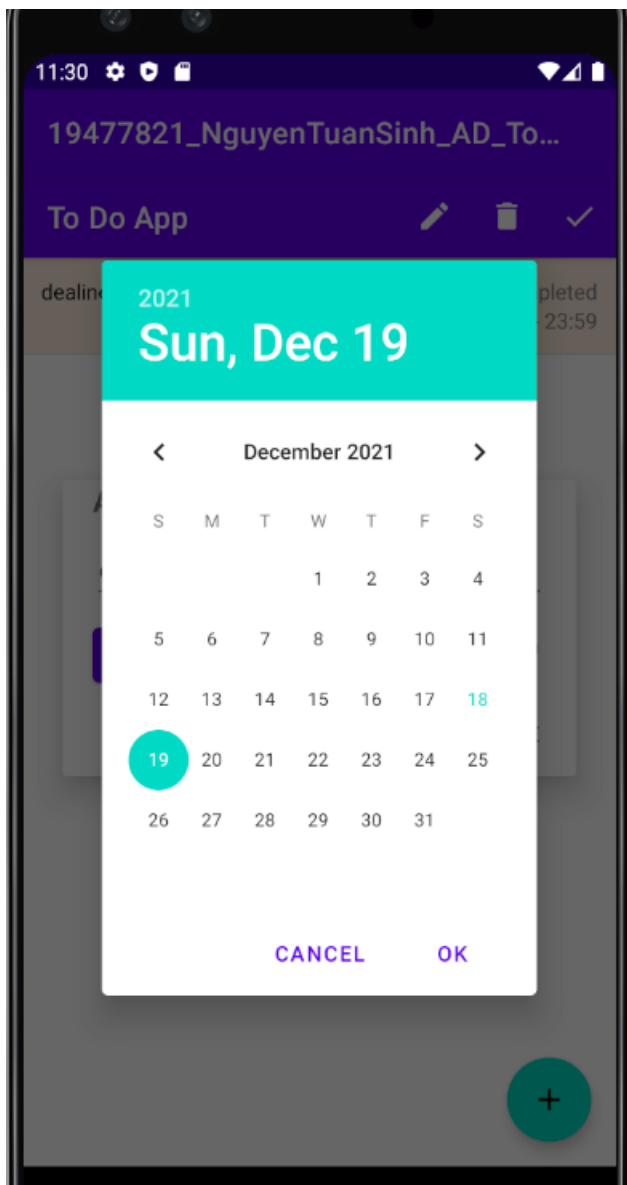 11:30
19477821_NguyenTuanSinh_AD_To…
To Do App
dealine
pleted
23:59
2021
Sun, Dec 19
December 2021
S M T W T F S
1 2 3 4
5 6 7 8 9 10 11
12 13 14 15 16 17 18
19 20 21 22 23 24 25
26 27 28 29 30 31
CANCEL OK
+